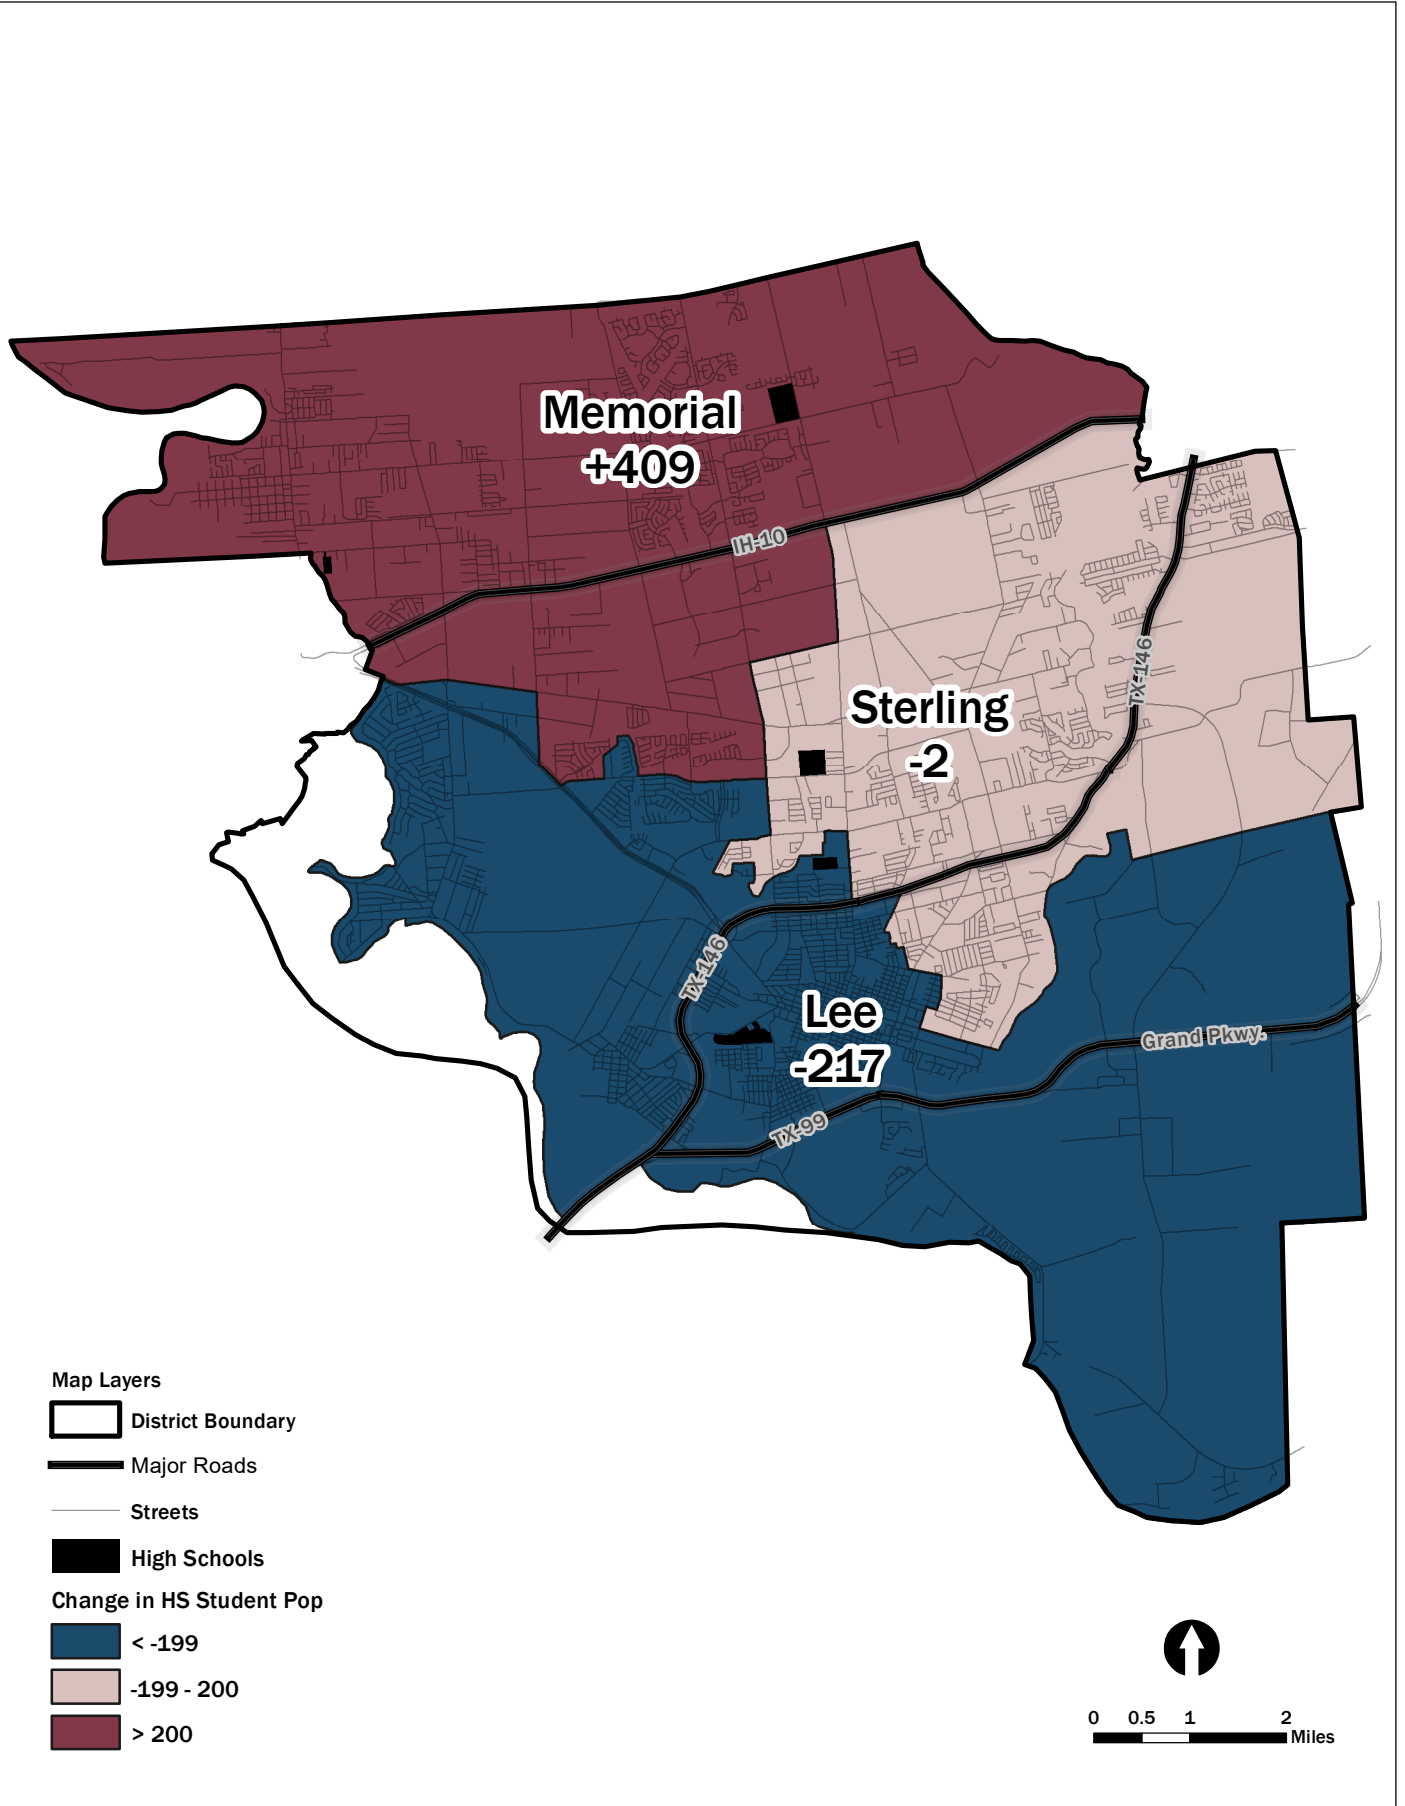 Memorial
+409
IH-10
TX-146
Sterling
-2
TX-146
Lee
-217
Grand Pkwy.
TX-99
Map Layers
District Boundary
Major Roads
Streets
High Schools
Change in HS Student Pop
< -199
-199 - 200
> 200
0 0.5 1 2
Miles